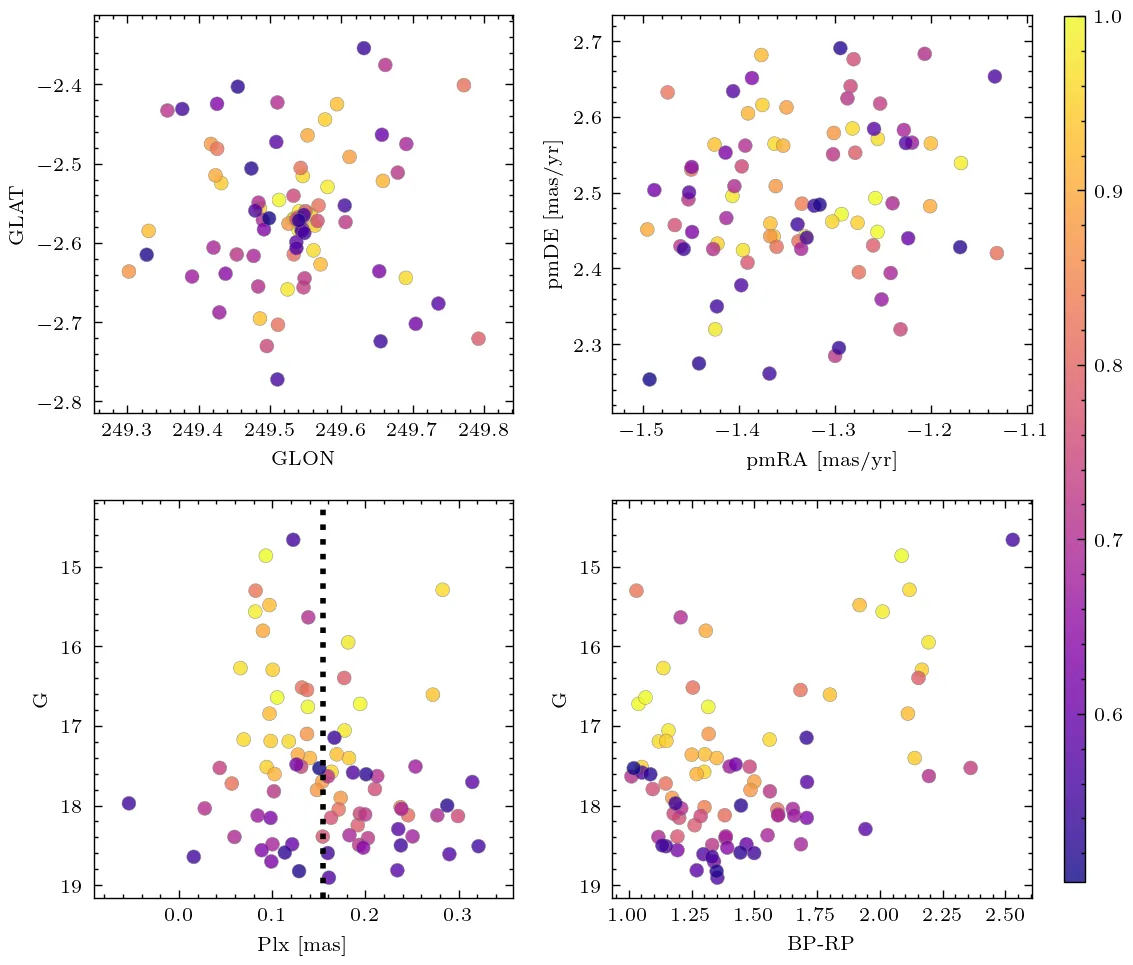 −2.4
−2.5
−2.6
−2.7
−2.8
GLAT
249.3 249.4 249.5 249.6 249.7 249.8
GLON
2.7
2.6
2.5
2.4
2.3
pmDE [mas/yr]
−1.5 −1.4 −1.3 −1.2 −1.1
pmRA [mas/yr]
1.0
0.9
0.8
0.7
0.6
15
16
17
18
19
G
0.0 0.1 0.2 0.3
Plx [mas]
15
16
17
18
19
G
1.00 1.25 1.50 1.75 2.00 2.25 2.50
BP-RP